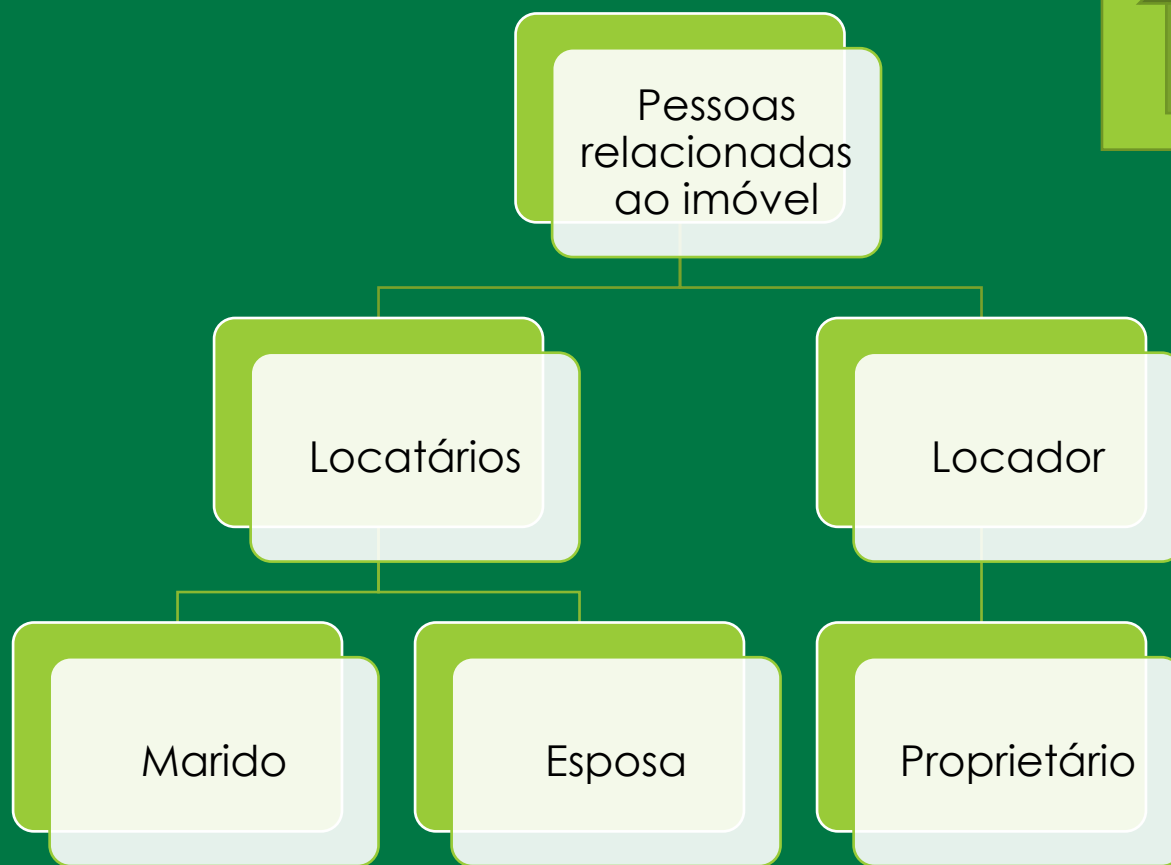 Pessoas
relacionadas
ao imóvel
Locatários
Locador
Marido
Esposa
Proprietário